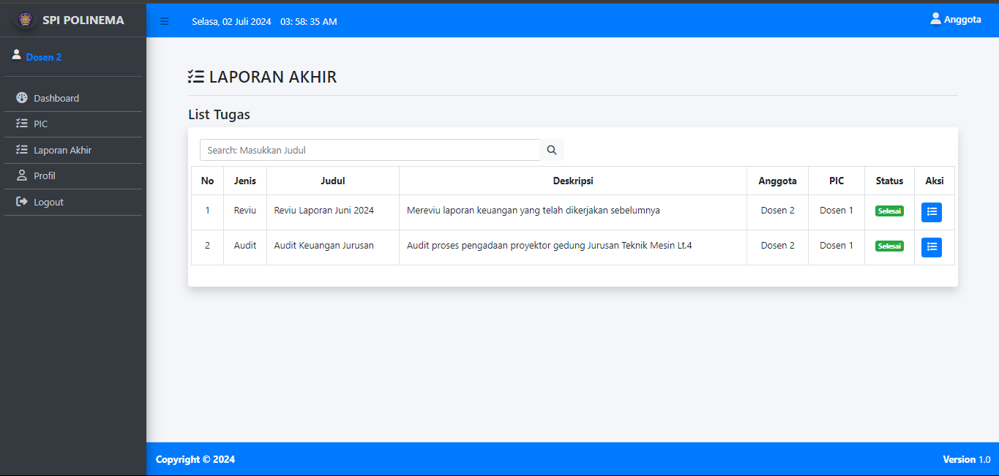 SPI POLINEMA
Selasa, 02 Juli 2024 03: 58: 35 AM
Anggota
Dosen 2
Dashboard
PIC
Laporan Akhir
Profil
Logout
LAPORAN AKHIR
List Tugas
Search: Masukkan Judul
No Jenis Judul Deskripsi Anggota PIC Status Aksi
1 Reviu Reviu Laporan Juni 2024 Mereviu laporan keuangan yang telah dikerjakan sebelumnya Dosen 2 Dosen 1 Selesai
2 Audit Audit Keuangan Jurusan Audit proses pengadaan proyektor gedung Jurusan Teknik Mesin Lt.4 Dosen 2 Dosen 1 Selesai
Copyright © 2024
Version 1.0